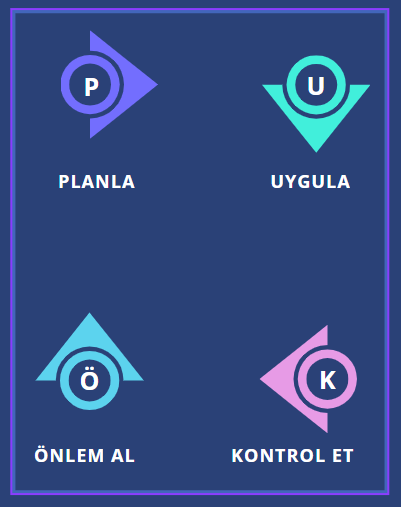 P
PLANLA
U
UYGULA
Ö
ÖNLEM AL
K
KONTROL ET